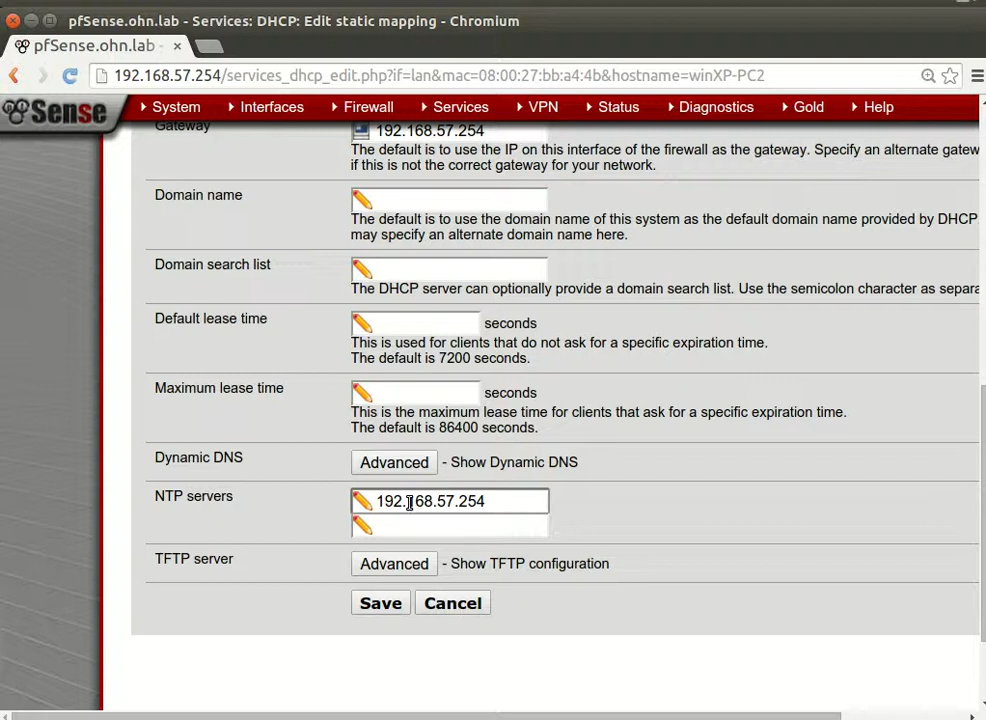 pfSense.ohn.lab - Services: DHCP: Edit static mapping - Chromium
pfSense.ohn.lab - ×
192.168.57.254/services_dhcp_edit.php?if=lan&mac=08:00:27:bb:a4:4b&hostname=winXP-PC2
Sense System Interfaces Firewall Services VPN Status Diagnostics Gold Help
Gateway 192.168.57.254
The default is to use the IP on this interface of the firewall as the gateway. Specify an alternate gatew
if this is not the correct gateway for your network.
Domain name
The default is to use the domain name of this system as the default domain name provided by DHCP
may specify an alternate domain name here.
Domain search list
The DHCP server can optionally provide a domain search list. Use the semicolon character as separa
Default lease time seconds
This is used for clients that do not ask for a specific expiration time.
The default is 7200 seconds.
Maximum lease time seconds
This is the maximum lease time for clients that ask for a specific expiration time.
The default is 86400 seconds.
Dynamic DNS Advanced - Show Dynamic DNS
NTP servers 192.168.57.254
TFTP server Advanced - Show TFTP configuration
Save Cancel